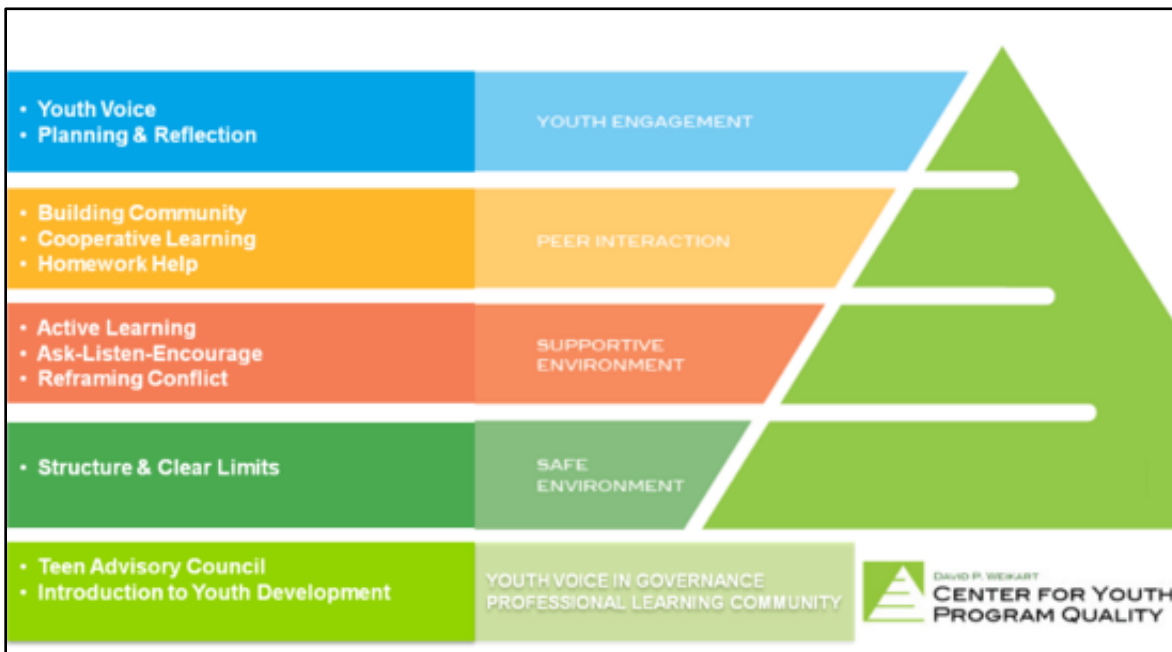 • Youth Voice
• Planning & Reflection
YOUTH ENGAGEMENT
• Building Community
• Cooperative Learning
• Homework Help
PEER INTERACTION
• Active Learning
• Ask-Listen-Encourage
• Reframing Conflict
SUPPORTIVE
ENVIRONMENT
• Structure & Clear Limits
SAFE
ENVIRONMENT
• Teen Advisory Council
• Introduction to Youth Development
YOUTH VOICE IN GOVERNANCE
PROFESSIONAL LEARNING COMMUNITY
DAVID P. WEIKART
CENTER FOR YOUTH
PROGRAM QUALITY